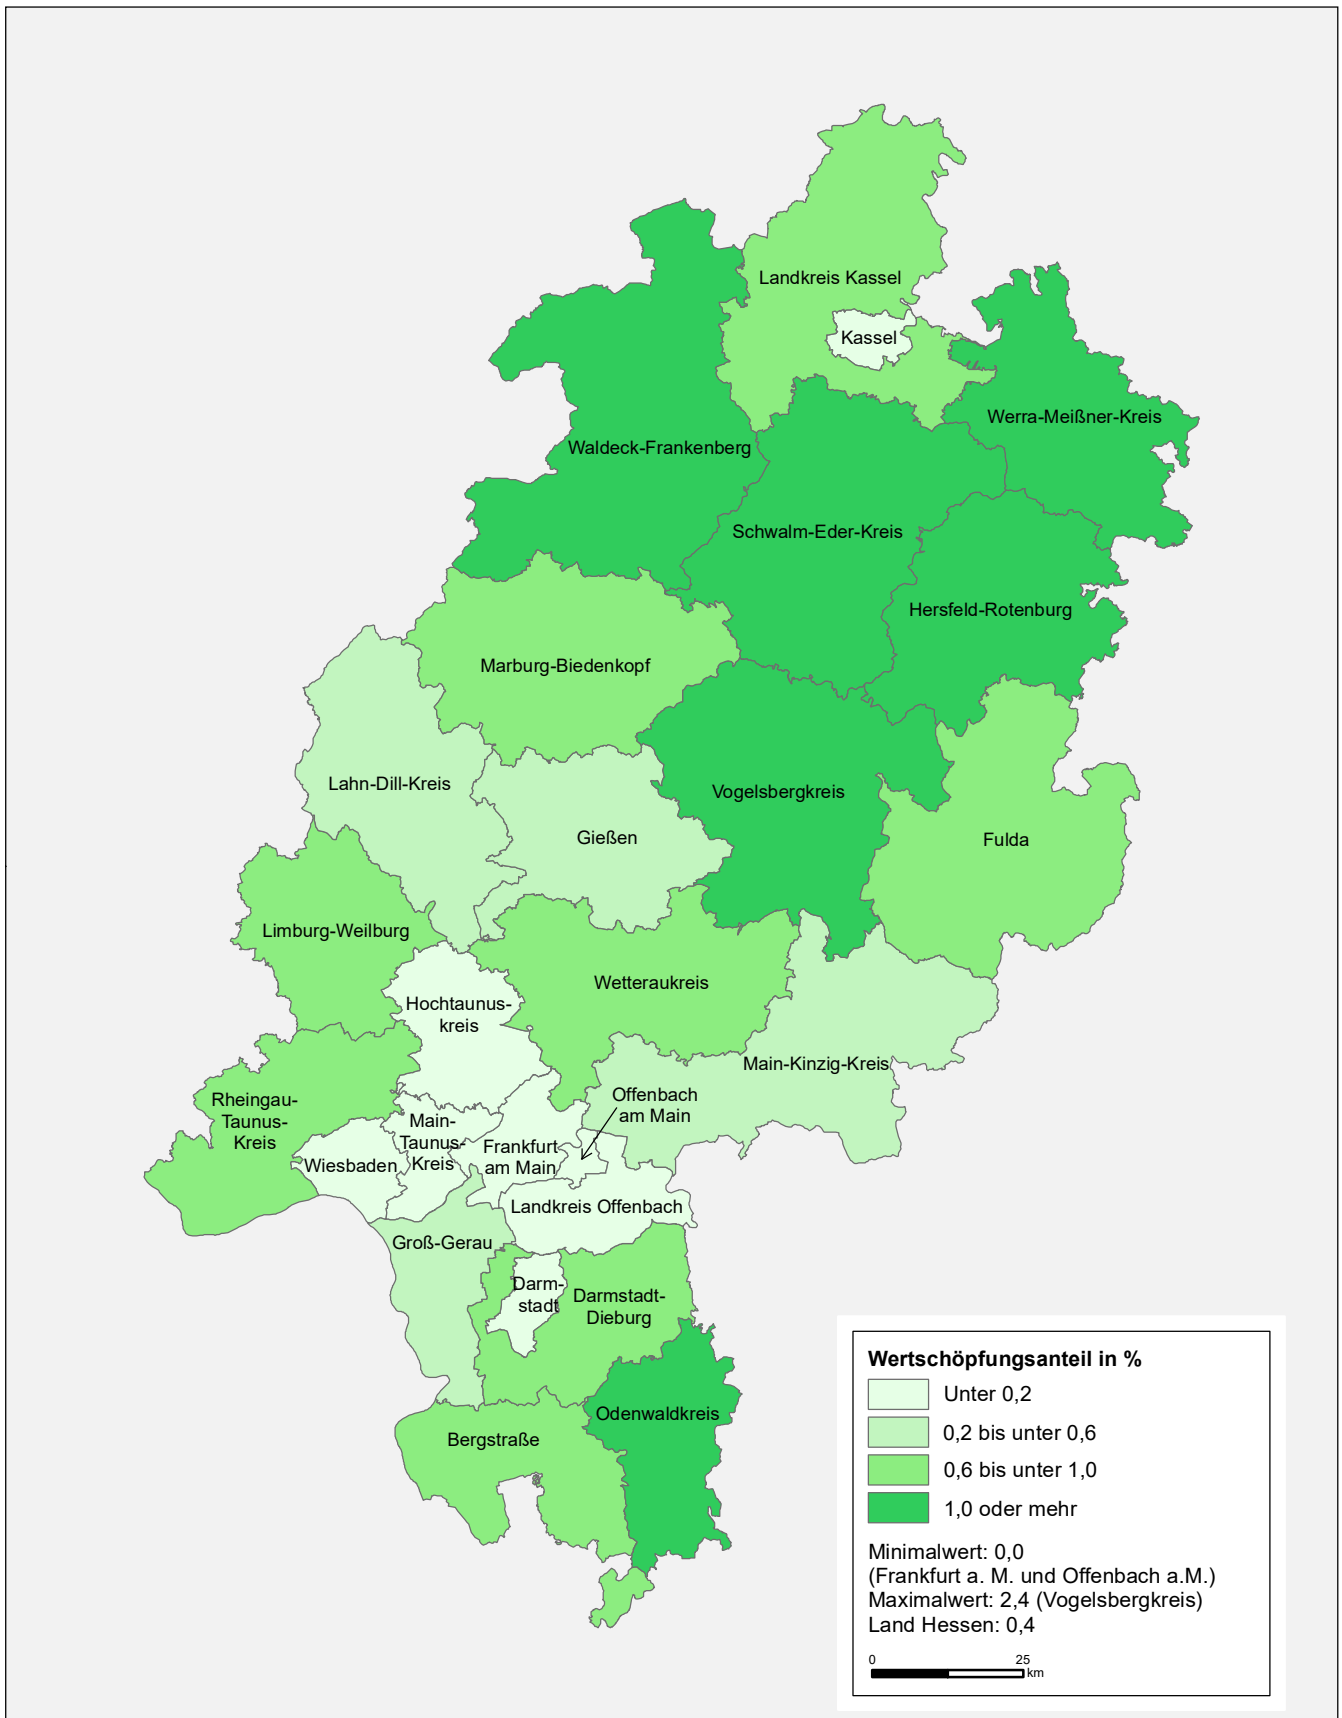 Landkreis Kassel
Kassel
Werra-Meißner-Kreis
Waldeck-Frankenberg
Schwalm-Eder-Kreis
Hersfeld-Rotenburg
Marburg-Biedenkopf
Lahn-Dill-Kreis
Vogelsbergkreis
Gießen
Fulda
Limburg-Weilburg
Wetteraukreis
Hochtaunus-
kreis
Main-Kinzig-Kreis
Offenbach
am Main
Rheingau-
Taunus-
Kreis
Main-
Taunus-
Kreis
Frankfurt
am Main
Wiesbaden
Landkreis Offenbach
Groß-Gerau
Darm-
stadt
Darmstadt-
Dieburg
Odenwaldkreis
Bergstraße
Wertschöpfungsanteil in %
Unter 0,2
0,2 bis unter 0,6
0,6 bis unter 1,0
1,0 oder mehr
Minimalwert: 0,0
(Frankfurt a. M. und Offenbach a.M.)
Maximalwert: 2,4 (Vogelsbergkreis)
Land Hessen: 0,4
0 25
km